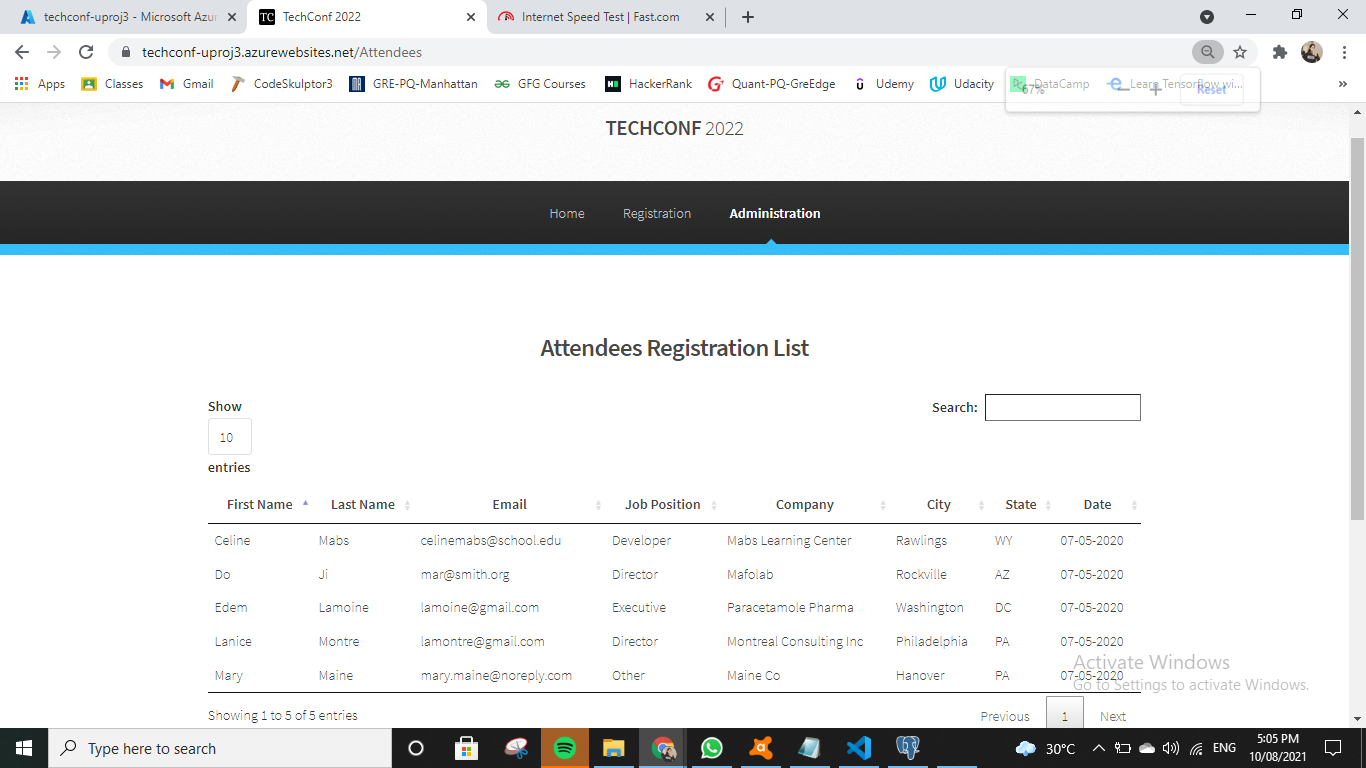 techconf-uproj3 - Microsoft Azur
TechConf 2022
Internet Speed Test | Fast.com
techconf-uproj3.azurewebsites.net/Attendees
Apps Classes Gmail CodeSkulptor3 GRE-PQ-Manhattan GFG Courses HackerRank Quant-PQ-GreEdge Udemy Udacity DataCamp Learn Tensorflow wi... »
67% Reset
TECHCONF 2022
Home Registration Administration
Attendees Registration List
Show
10
entries
Search:
First Name Last Name Email Job Position Company City State Date
Celine Mabs celinemabs@school.edu Developer Mabs Learning Center Rawlings WY 07-05-2020
Do Ji mar@smith.org Director Mafolab Rockville AZ 07-05-2020
Edem Lamoine lamoine@gmail.com Executive Paracetamole Pharma Washington DC 07-05-2020
Lanice Montre lamontre@gmail.com Director Montreal Consulting Inc Philadelphia PA 07-05-2020
Mary Maine mary.maine@noreply.com Other Maine Co Hanover PA 07-05-2020
Activate Windows
Go to Settings to activate Windows.
Showing 1 to 5 of 5 entries
Previous 1 Next
Type here to search
30°C
ENG
5:05 PM
10/08/2021